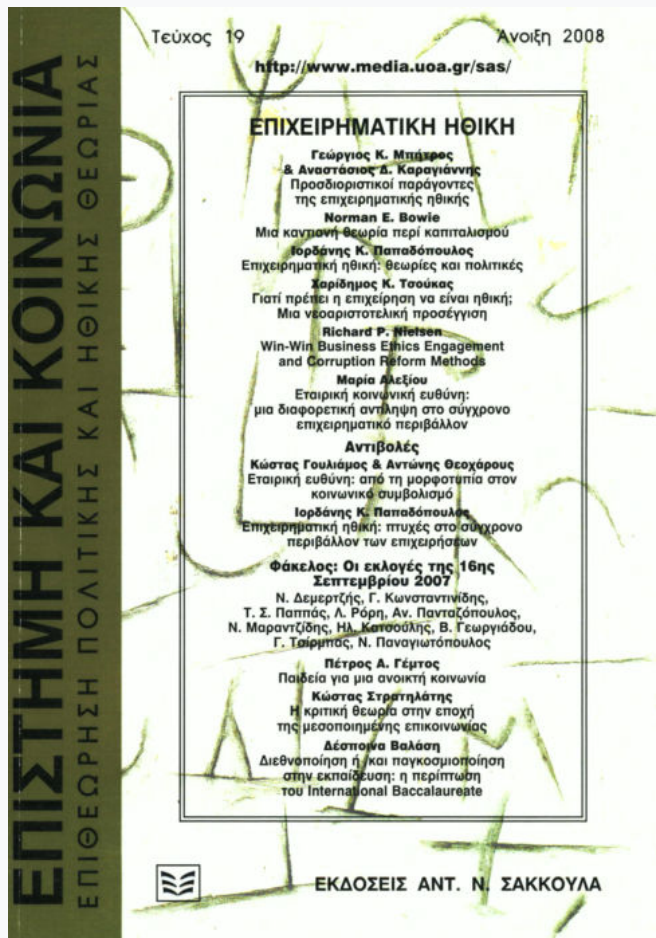 ΕΠΙΣΤΗΜΗ ΚΑΙ ΚΟΙΝΩΝΙΑ
ΕΠΙΘΕΩΡΗΣΗ ΠΟΛΙΤΙΚΗΣ ΚΑΙ ΗΘΙΚΗΣ ΘΕΩΡΙΑΣ
Τεύχος 19 Άνοιξη 2008
http://www.media.uoa.gr/sas/
ΕΠΙΧΕΙΡΗΜΑΤΙΚΗ ΗΘΙΚΗ
Γεώργιος Κ. Μπήτρος
& Αναστάσιος Δ. Καραγιάννης
Προσδιοριστικοί παράγοντες
της επιχειρηματικής ηθικής
Norman E. Bowie
Μια καντιανή θεωρία περί καπιταλισμού
Ιορδάνης Κ. Παπαδόπουλος
Επιχειρηματική ηθική: θεωρίες και πολιτικές
Χαρίδημος Κ. Τσούκας
Γιατί πρέπει η επιχείρηση να είναι ηθική;
Μια νεοαριστοτελική προσέγγιση
Richard P. Nielsen
Win-Win Business Ethics Engagement
and Corruption Reform Methods
Μαρία Αλεξίου
Εταιρική κοινωνική ευθύνη:
μια διαφορετική αντίληψη στο σύγχρονο
επιχειρηματικό περιβάλλον
Αντιβολές
Κώστας Γουλιάμος & Αντώνης Θεοχάρους
Εταιρική ευθύνη: από τη μορφοτυπία στον
κοινωνικό συμβολισμό
Ιορδάνης Κ. Παπαδόπουλος
Επιχειρηματική ηθική: πτυχές στο σύγχρονο
περιβάλλον των επιχειρήσεων
Φάκελος: Οι εκλογές της 16ης
Σεπτεμβρίου 2007
Ν. Δεμερτζής, Γ. Κωνσταντινίδης,
Τ. Σ. Παππάς, Λ. Ρόρη, Αν. Πανταζόπουλος,
Ν. Μαραντζίδης, Ηλ. Κατσούλης, Β. Γεωργιάδου,
Γ. Τσίρμπας, Ν. Παναγιωτόπουλος
Πέτρος Α. Γέμτος
Παιδεία για μια ανοικτή κοινωνία
Κώστας Στρατηλάτης
Η κριτική θεωρία στην εποχή
της μεσοποιημένης επικοινωνίας
Δέσποινα Βαλάση
Διεθνοποίηση ή/και παγκοσμιοποίηση
στην εκπαίδευση: η περίπτωση
του International Baccalaureate
ΕΚΔΟΣΕΙΣ ΑΝΤ. Ν. ΣΑΚΚΟΥΛΑ